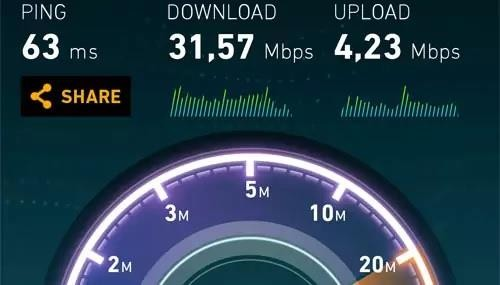 PING DOWNLOAD UPLOAD
63 ms 31,57 Mbps 4,23 Mbps
SHARE
5M
3M 10M
2M 20M